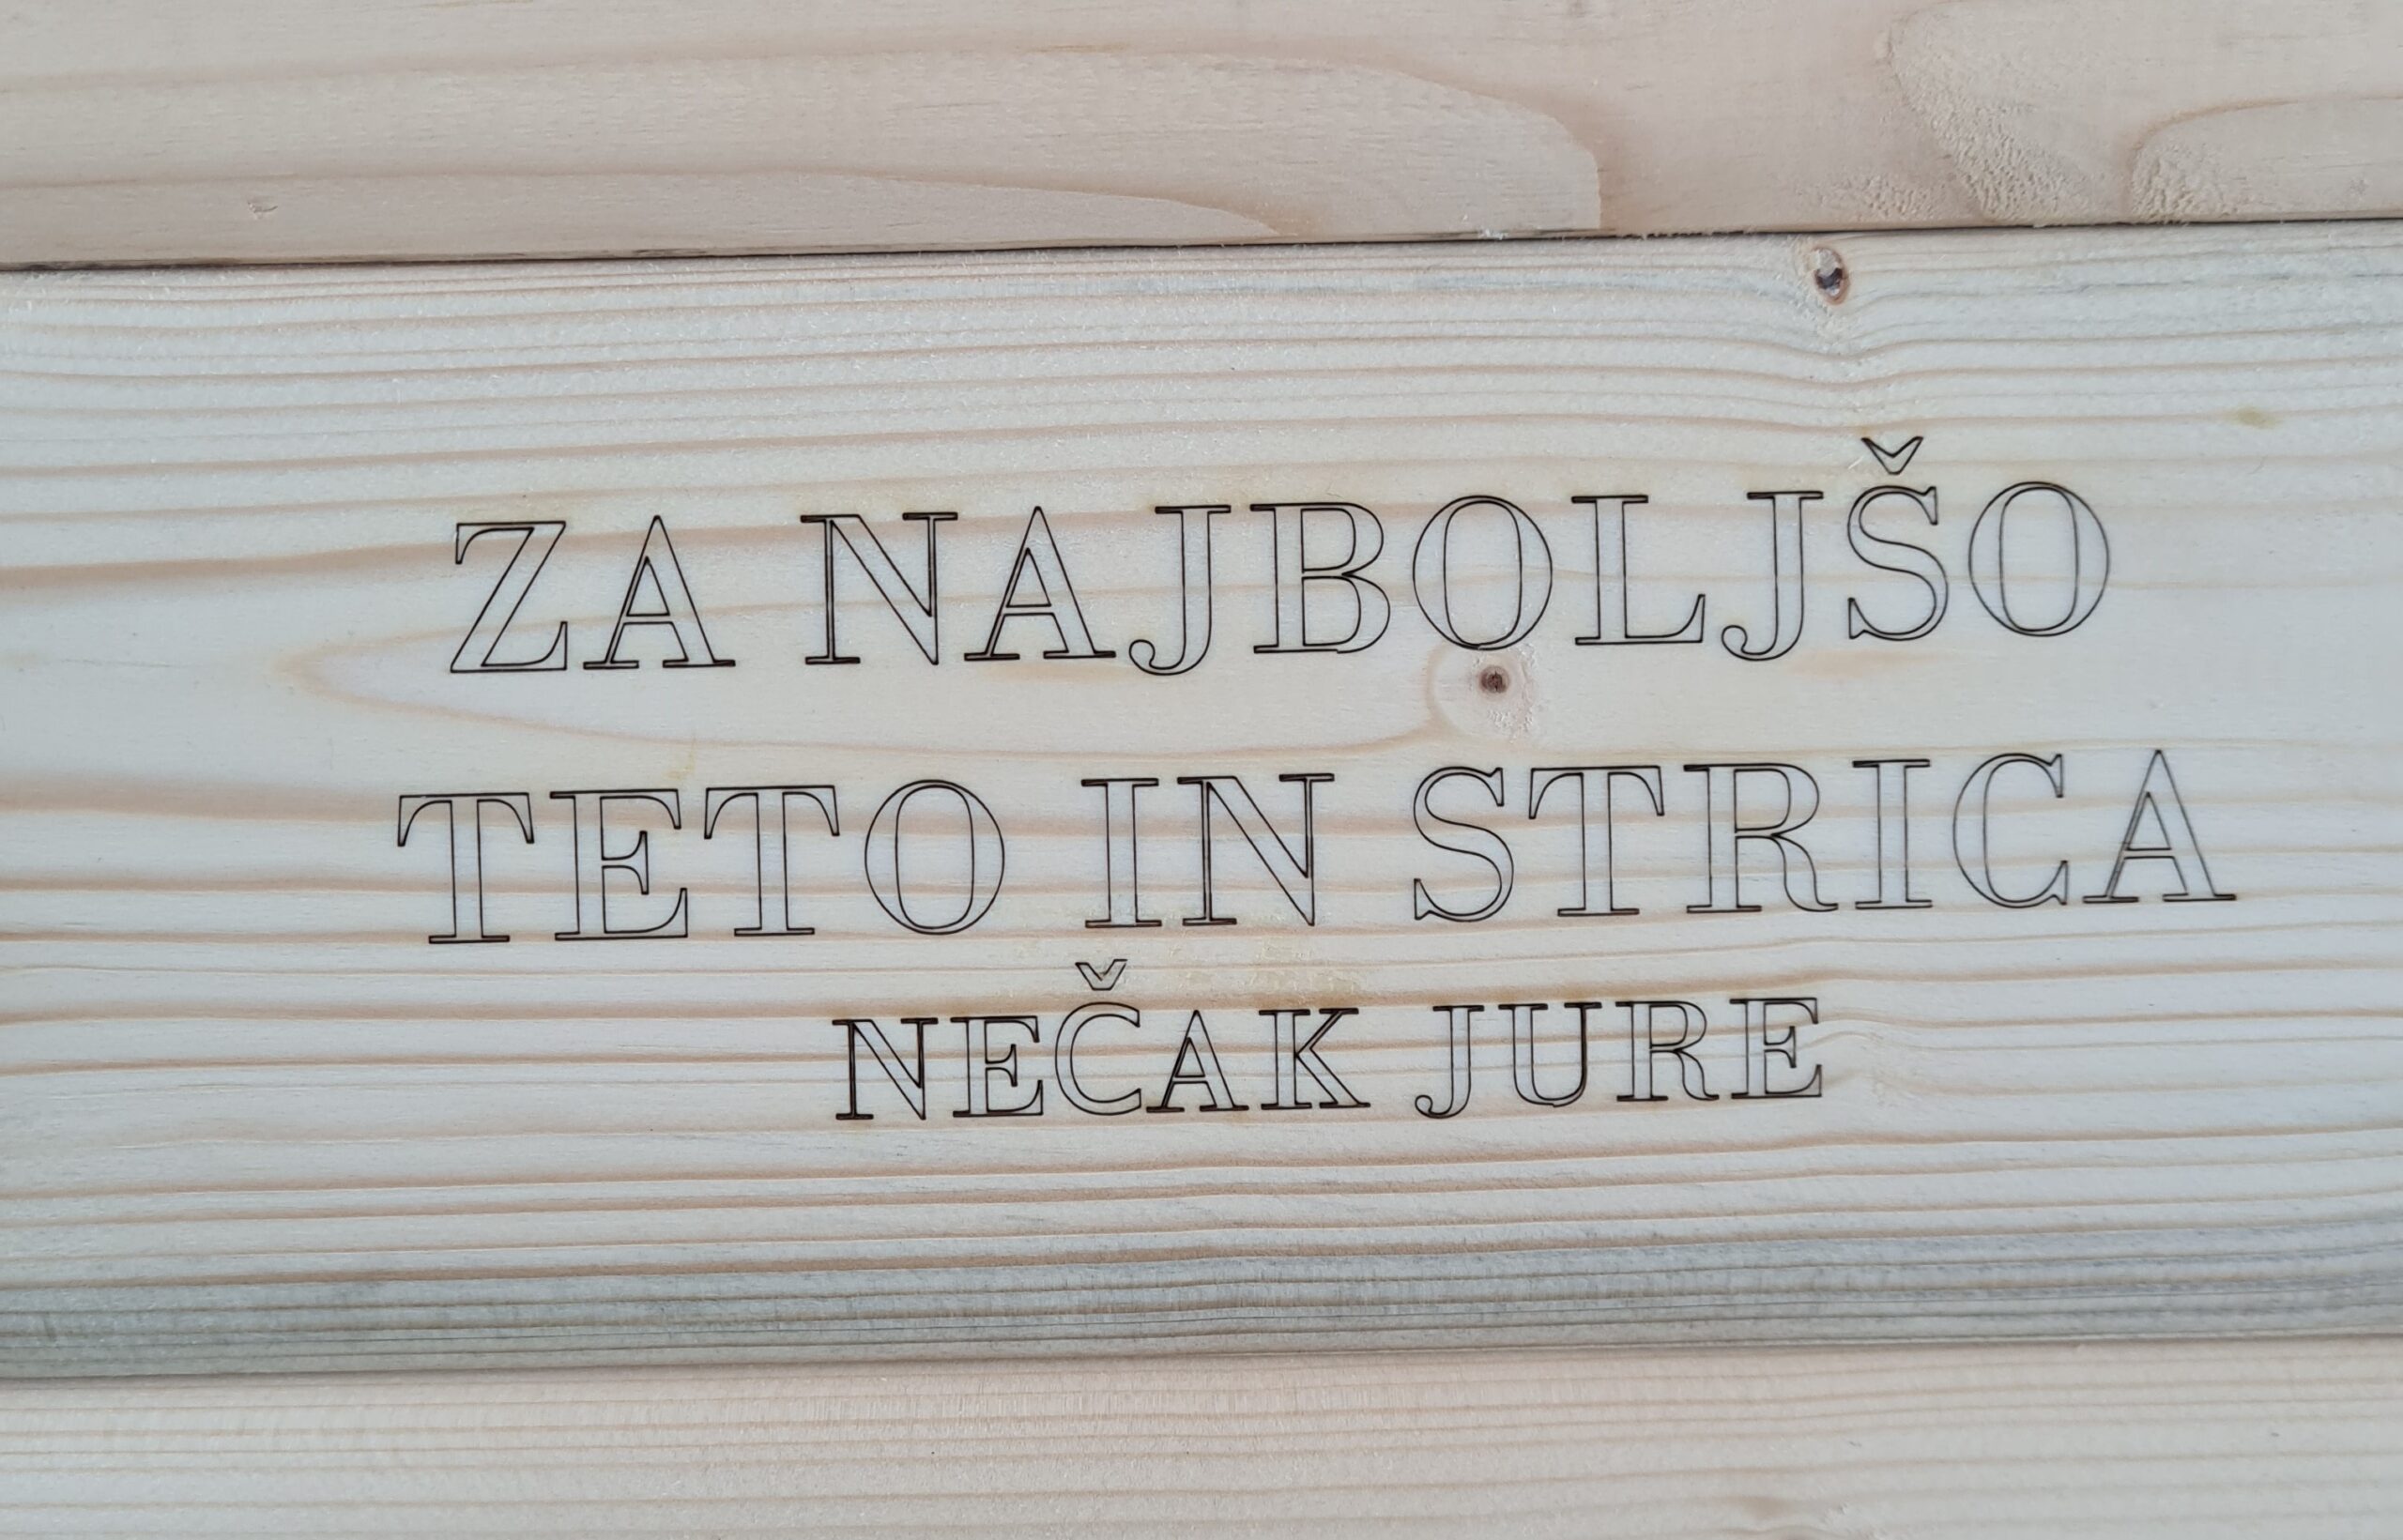 ZA NAJBOLJŠO
TETO IN STRICA
NEČAK JURE